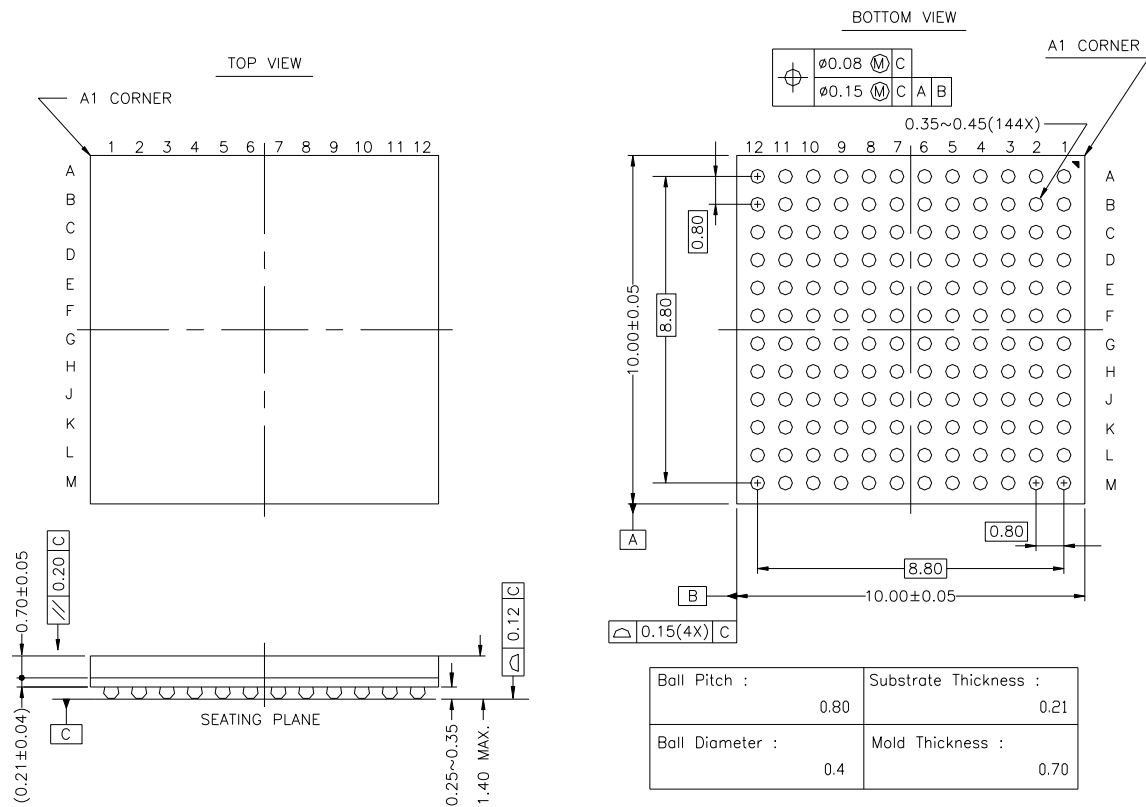 BOTTOM VIEW
TOP VIEW
A1 CORNER
A1 CORNER
⌀0.08 Ⓜ C
⌀0.15 Ⓜ C A B
0.35~0.45(144X)
1 2 3 4 5 6 7 8 9 10 11 12
12 11 10 9 8 7 6 5 4 3 2 1
A
B
C
D
E
F
G
H
J
K
L
M
A
B
C
D
E
F
G
H
J
K
L
M
0.80
8.80
10.00±0.05
A
0.80
8.80
B
10.00±0.05
0.15(4X) C
0.70±0.05
// 0.20 C
(0.21±0.04)
C
SEATING PLANE
0.12 C
0.25~0.35
1.40 MAX.
Ball Pitch : 0.80
Substrate Thickness : 0.21
Ball Diameter : 0.4
Mold Thickness : 0.70